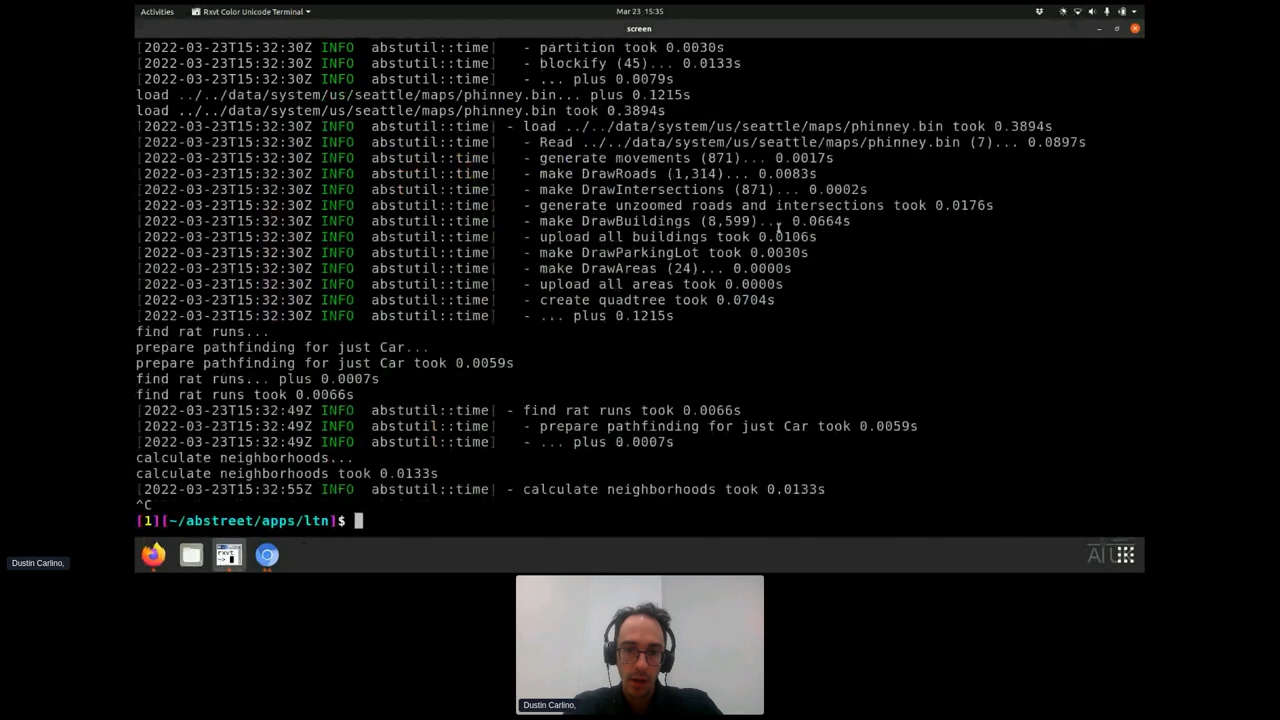 Activities
Rxvt Color Unicode Terminal
Mar 23 15:35
screen
[2022-03-23T15:32:30Z INFO  abstutil::time]   - partition took 0.0030s
[2022-03-23T15:32:30Z INFO  abstutil::time]   - blockify (45)... 0.0133s
[2022-03-23T15:32:30Z INFO  abstutil::time]   - ... plus 0.0079s
load ../../data/system/us/seattle/maps/phinney.bin... plus 0.1215s
load ../../data/system/us/seattle/maps/phinney.bin took 0.3894s
[2022-03-23T15:32:30Z INFO  abstutil::time] - load ../../data/system/us/seattle/maps/phinney.bin took 0.3894s
[2022-03-23T15:32:30Z INFO  abstutil::time]   - Read ../../data/system/us/seattle/maps/phinney.bin (7)... 0.0897s
[2022-03-23T15:32:30Z INFO  abstutil::time]   - generate movements (871)... 0.0017s
[2022-03-23T15:32:30Z INFO  abstutil::time]   - make DrawRoads (1,314)... 0.0083s
[2022-03-23T15:32:30Z INFO  abstutil::time]   - make DrawIntersections (871)... 0.0002s
[2022-03-23T15:32:30Z INFO  abstutil::time]   - generate unzoomed roads and intersections took 0.0176s
[2022-03-23T15:32:30Z INFO  abstutil::time]   - make DrawBuildings (8,599)... 0.0664s
[2022-03-23T15:32:30Z INFO  abstutil::time]   - upload all buildings took 0.0106s
[2022-03-23T15:32:30Z INFO  abstutil::time]   - make DrawParkingLot took 0.0030s
[2022-03-23T15:32:30Z INFO  abstutil::time]   - make DrawAreas (24)... 0.0000s
[2022-03-23T15:32:30Z INFO  abstutil::time]   - upload all areas took 0.0000s
[2022-03-23T15:32:30Z INFO  abstutil::time]   - create quadtree took 0.0704s
[2022-03-23T15:32:30Z INFO  abstutil::time]   - ... plus 0.1215s
find rat runs...
prepare pathfinding for just Car...
prepare pathfinding for just Car took 0.0059s
find rat runs... plus 0.0007s
find rat runs took 0.0066s
[2022-03-23T15:32:49Z INFO  abstutil::time] - find rat runs took 0.0066s
[2022-03-23T15:32:49Z INFO  abstutil::time]   - prepare pathfinding for just Car took 0.0059s
[2022-03-23T15:32:49Z INFO  abstutil::time]   - ... plus 0.0007s
calculate neighborhoods...
calculate neighborhoods took 0.0133s
[2022-03-23T15:32:55Z INFO  abstutil::time] - calculate neighborhoods took 0.0133s
^C
[1][~/abstreet/apps/ltn]$
rxvt
~>
Dustin Carlino,
Dustin Carlino,